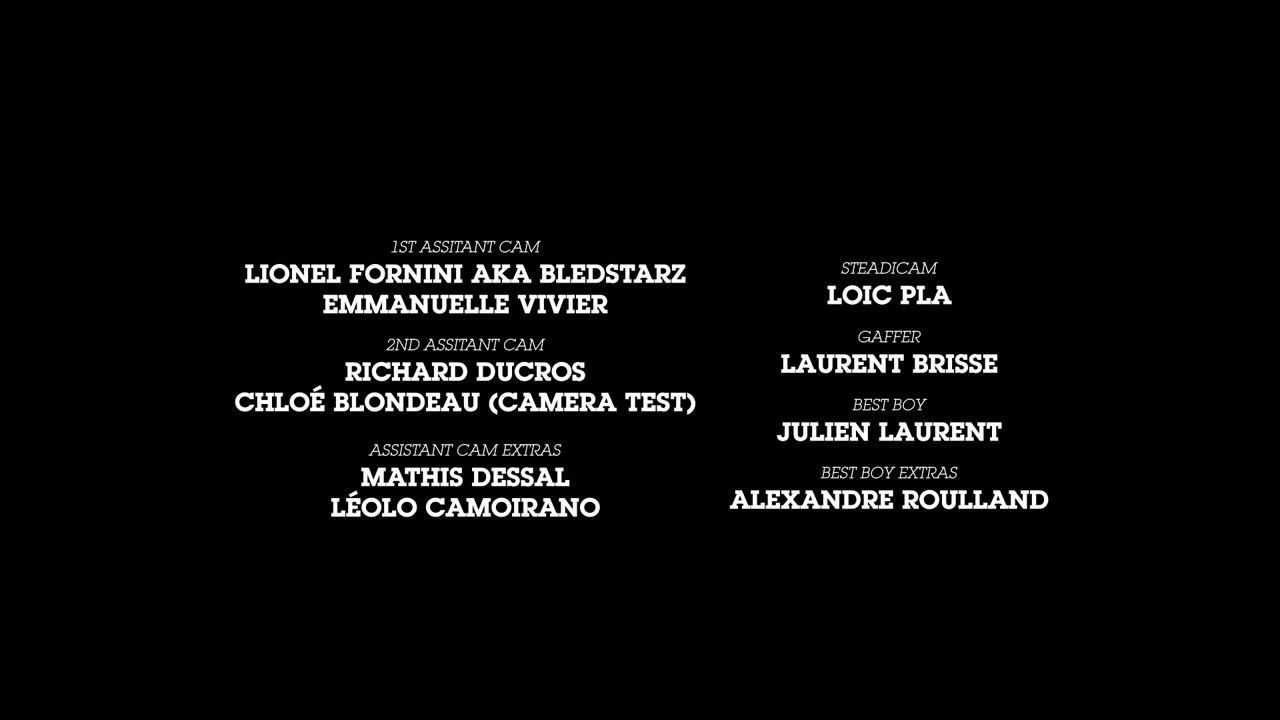 1ST ASSITANT CAM
LIONEL FORNINI AKA BLEDSTARZ
EMMANUELLE VIVIER
2ND ASSITANT CAM
RICHARD DUCROS
CHLOÉ BLONDEAU (CAMERA TEST)
ASSISTANT CAM EXTRAS
MATHIS DESSAL
LÉOLO CAMOIRANO
STEADICAM
LOIC PLA
GAFFER
LAURENT BRISSE
BEST BOY
JULIEN LAURENT
BEST BOY EXTRAS
ALEXANDRE ROULLAND